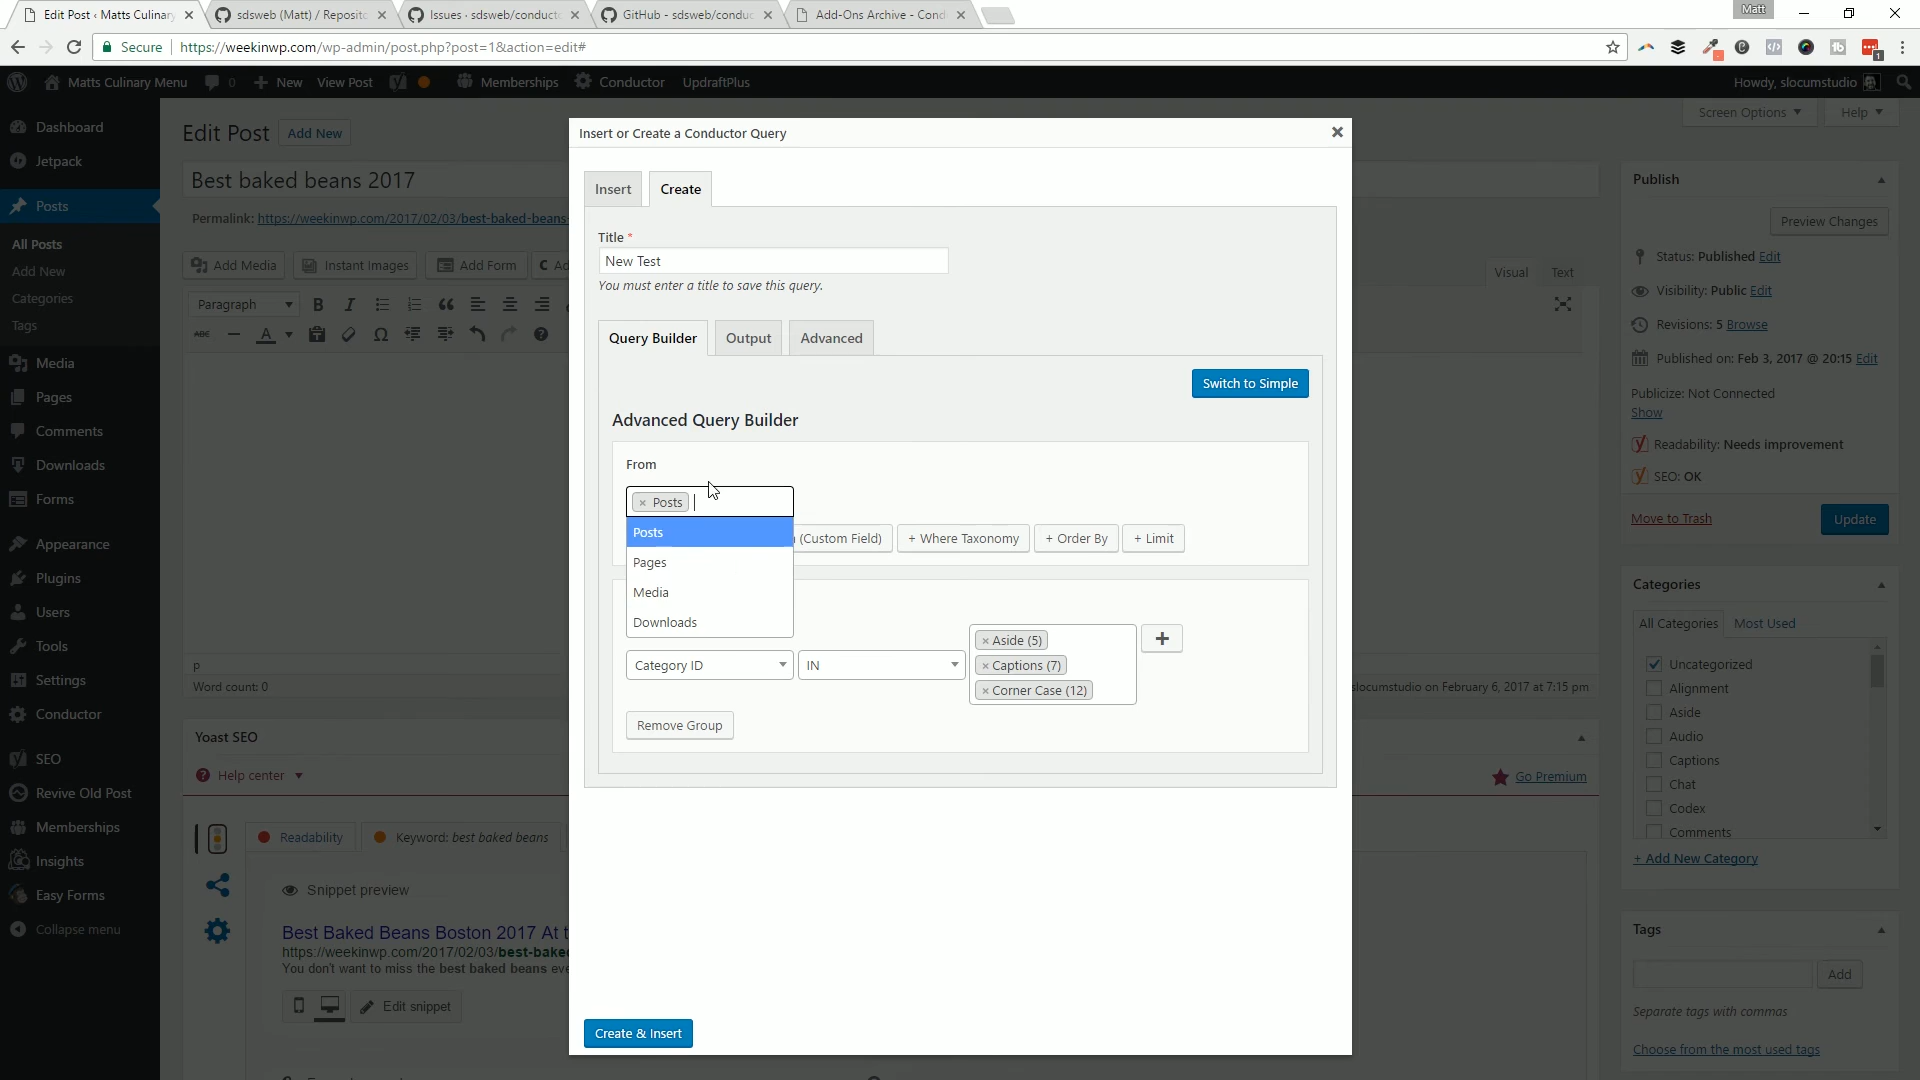 Edit Post ‹ Matts Culinary
sdsweb (Matt) / Reposito
Issues · sdsweb/conducto
GitHub - sdsweb/conduc
Add-Ons Archive - Cond
Matt
Secure
https://weekinwp.com/wp-admin/post.php?post=1&action=edit#
Matts Culinary Menu
0
New
View Post
Memberships
Conductor
UpdraftPlus
Howdy, slocumstudio
Dashboard
Jetpack
Posts
All Posts
Add New
Categories
Tags
Media
Pages
Comments
Downloads
Forms
Appearance
Plugins
Users
Tools
Settings
Conductor
SEO
Revive Old Post
Memberships
Insights
Easy Forms
Collapse menu
Edit Post
Add New
Screen Options
Help
Best baked beans 2017
Permalink: https://weekinwp.com/2017/02/03/best-baked-beans
Add Media
Instant Images
Add Form
Visual
Text
Paragraph
ABC
p
Word count: 0
slocumstudio on February 6, 2017 at 7:15 pm
Yoast SEO
Help center
Go Premium
Readability
Keyword: best baked beans
Snippet preview
Best Baked Beans Boston 2017 At t
https://weekinwp.com/2017/02/03/best-bake
You don't want to miss the best baked beans eve
Edit snippet
Insert or Create a Conductor Query
Insert
Create
Title *
New Test
You must enter a title to save this query.
Query Builder
Output
Advanced
Switch to Simple
Advanced Query Builder
From
× Posts
Posts
Pages
Media
Downloads
(Custom Field)
+ Where Taxonomy
+ Order By
+ Limit
Category ID
IN
× Aside (5)
× Captions (7)
× Corner Case (12)
+
Remove Group
Create & Insert
Publish
Preview Changes
Status: Published Edit
Visibility: Public Edit
Revisions: 5 Browse
Published on: Feb 3, 2017 @ 20:15 Edit
Publicize: Not Connected
Show
Readability: Needs improvement
SEO: OK
Move to Trash
Update
Categories
All Categories
Most Used
Uncategorized
Alignment
Aside
Audio
Captions
Chat
Codex
Comments
+ Add New Category
Tags
Add
Separate tags with commas
Choose from the most used tags